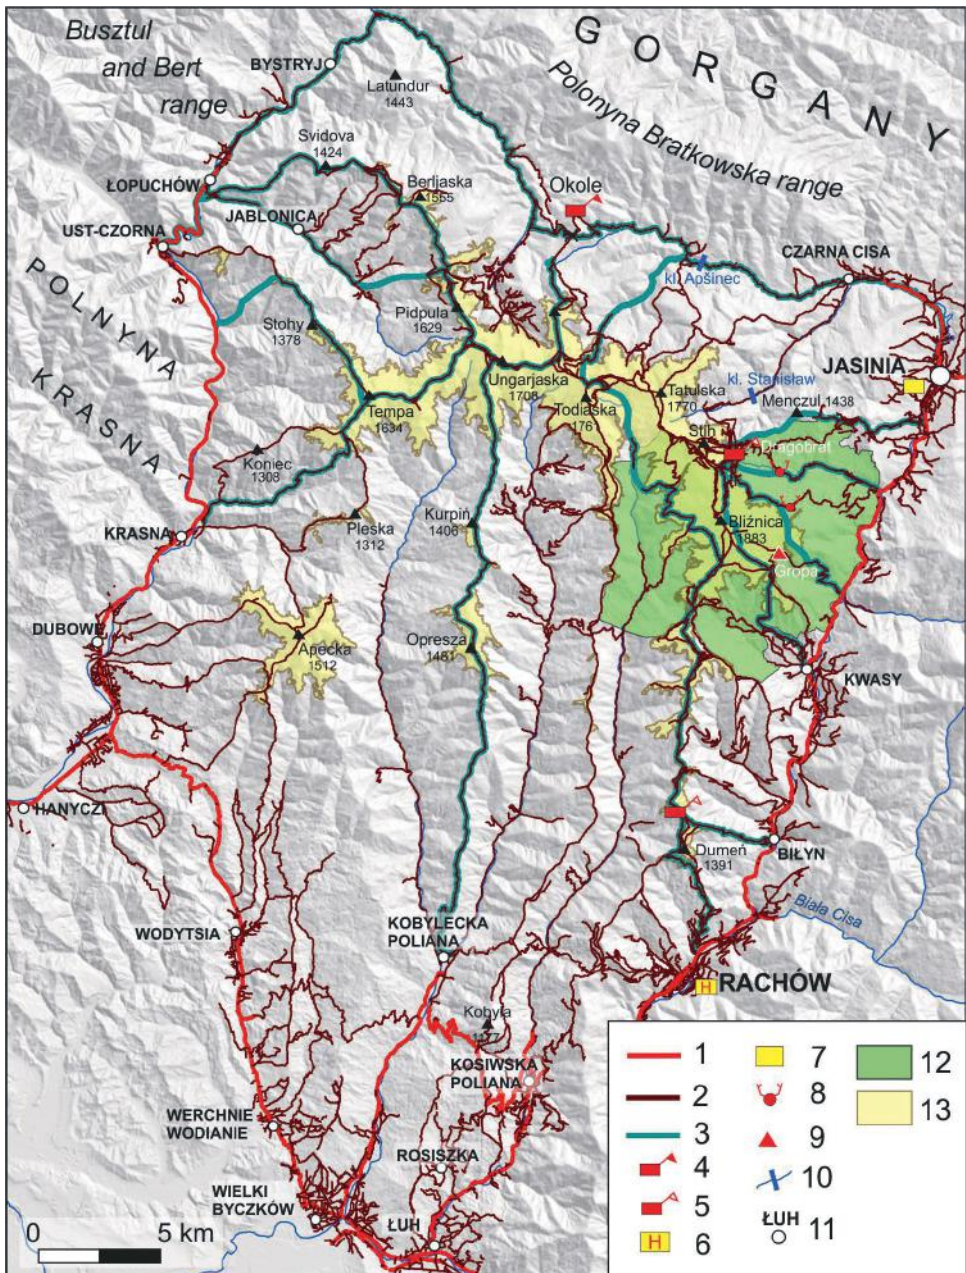 Busztul
and Bert
range
GORGANY
Polonyna Bratkowska range
BYSTRYJ
Latundur
1443
Svidova
1424
ŁOPUCHÓW
Berljaska
1555
Okole
JABLONICA
UST-CZORNA
CZARNA CISA
kl. Apšinec
POLNYNA
KRASNA
Pidpula
1629
Stohy
1378
JASINIA
kl. Stanisław
Ungarjaska
1708
Tatulska
1770
Menczul 1438
Tempa
1634
Todiaska
176
Stih
Dragobrat
Koniec
1303
Kurpiń
1406
Pleska
1312
Bliźnica
1883
KRASNA
Gropa
DUBOWE
Apecka
1512
Opresza
1481
KWASY
HANYCZI
Dumeń
1391
BIŁYN
Biała Cisa
WODYTSIA
KOBYLECKA
POLIANA
H
RACHÓW
Kobyla
1177
KOSIWSKA
POLIANA
WERCHNIE
WODIANIE
ROSISZKA
WIELKI
BYCZKÓW
ŁUH
0 5 km
1
2
3
4
5
H 6
7
8
9
10
ŁUH 11
12
13